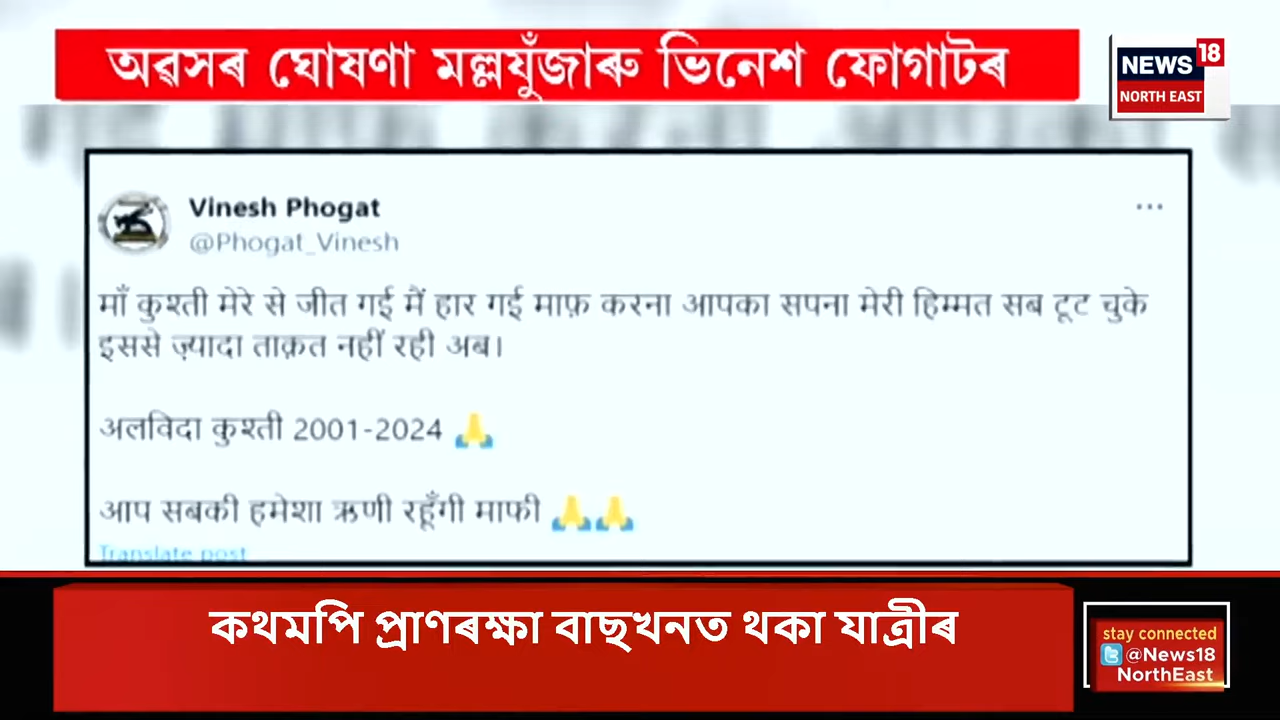 অৱসৰ ঘোষণা মল্লযুঁজাৰু ভিনেশ ফোগাটৰ
NEWS 18
NORTH EAST
Vinesh Phogat
@Phogat_Vinesh
माँ कुश्ती मेरे से जीत गई मैं हार गई माफ़ करना आपका सपना मेरी हिम्मत सब टूट चुके
इससे ज़्यादा ताक़त नहीं रही अब।
अलविदा कुश्ती 2001-2024 🙏
आप सबकी हमेशा ऋणी रहूँगी माफी 🙏🙏
Translate post
কথমপি প্ৰাণৰক্ষা বাছখনত থকা যাত্ৰীৰ
stay connected
@News18
NorthEast